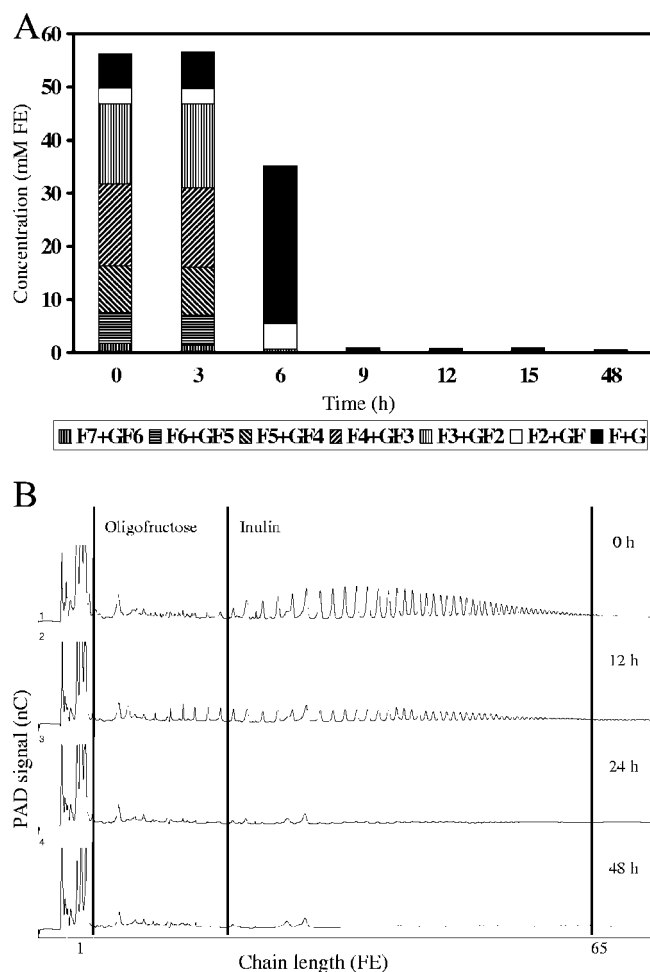 A
60
50
40
30
20
10
0
Concentration (mM FE)
0 3 6 9 12 15 48
Time (h)
F7+GF6 F6+GF5 F5+GF4 F4+GF3 F3+GF2 F2+GF F+G
B
Oligofructose Inulin
0 h
1
2
12 h
3
24 h
4
48 h
PAD signal (nC)
1 65
Chain length (FE)